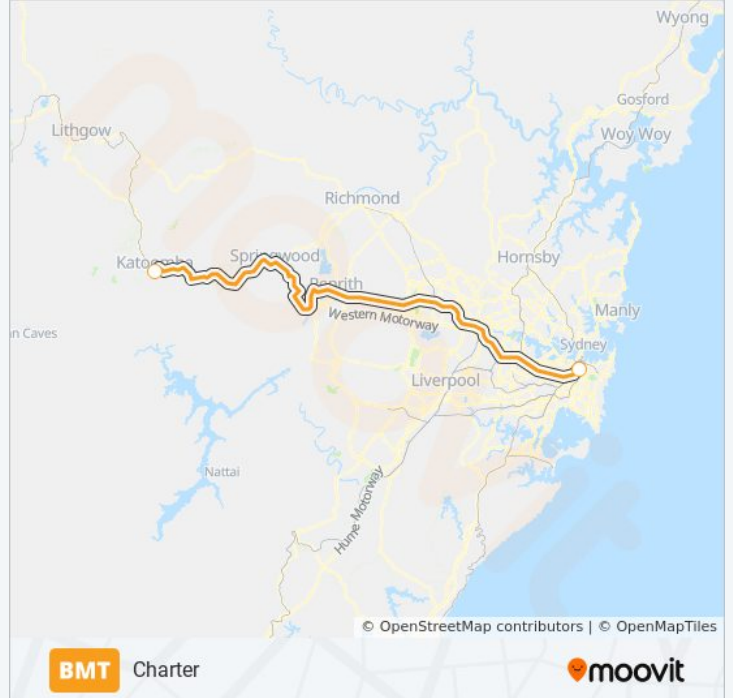 Wyong
Gosford
Lithgow
Woy Woy
Richmond
Katoomba
Springwood
Hornsby
Penrith
Manly
Western Motorway
n Caves
Sydney
Liverpool
Nattai
Hume Motorway
© OpenStreetMap contributors | © OpenMapTiles
BMT Charter
moovit